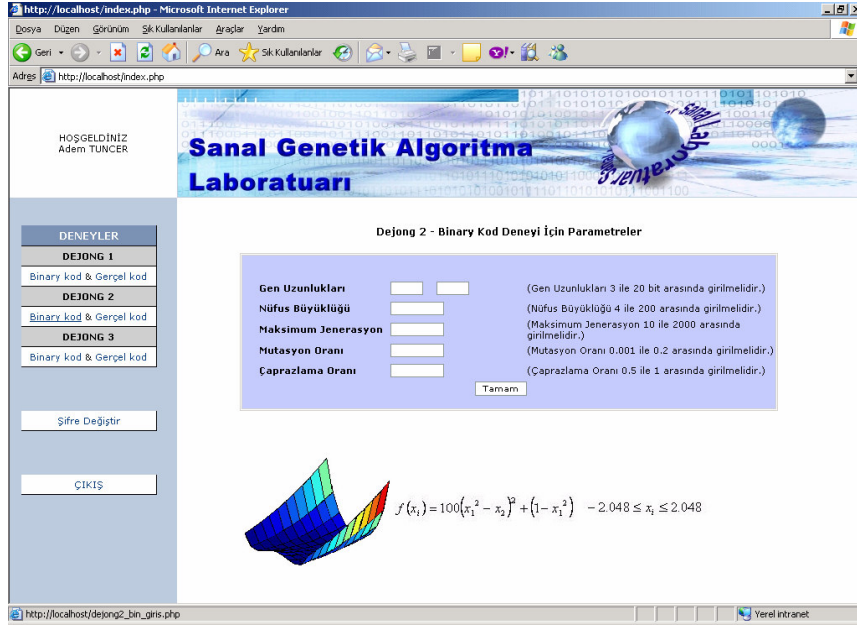 http://localhost/index.php - Microsoft Internet Explorer
Dosya Düzen Görünüm Sık Kullanılanlar Araçlar Yardım
Geri Ara Sık Kullanılanlar
Adres http://localhost/index.php
HOŞGELDİNİZ
Adem TUNCER
Sanal Genetik Algoritma
Laboratuarı
DENEYLER
DEJONG 1
Binary kod & Gerçel kod
DEJONG 2
Binary kod & Gerçel kod
DEJONG 3
Binary kod & Gerçel kod
Şifre Değiştir
ÇIKIŞ
Dejong 2 - Binary Kod Deneyi İçin Parametreler
Gen Uzunlukları (Gen Uzunlukları 3 ile 20 bit arasında girilmelidir.)
Nüfus Büyüklüğü (Nüfus Büyüklüğü 4 ile 200 arasında girilmelidir.)
Maksimum Jenerasyon (Maksimum Jenerasyon 10 ile 2000 arasında
girilmelidir.)
Mutasyon Oranı (Mutasyon Oranı 0.001 ile 0.2 arasında girilmelidir.)
Çaprazlama Oranı (Çaprazlama Oranı 0.5 ile 1 arasında girilmelidir.)
Tamam
f(xᵢ) = 100(x₁² − x₂)² + (1 − x₁²) − 2.048 ≤ xᵢ ≤ 2.048
http://localhost/dejong2_bin_giris.php
Yerel intranet